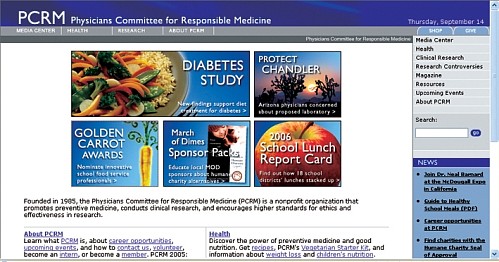 PCRM Physicians Committee for Responsible Medicine
Thursday, September 14
MEDIA CENTER HEALTH RESEARCH ABOUT PCRM
SHOP GIVE
Physicians Committee for Responsible Medicine
DIABETES
STUDY
New findings support diet
treatment for diabetes >
PROTECT
CHANDLER
Arizona physicians concerned
about proposed laboratory >
GOLDEN
CARROT
AWARDS
Nominate innovative
school food service
professionals >
March
of Dimes
Sponsor Packs
Educate local MOD
sponsors about humane
charity alternatives >
2006
School Lunch
Report Card
Find out how 18 school
districts' lunches stacked up >
Founded in 1985, the Physicians Committee for Responsible Medicine (PCRM) is a nonprofit organization that
promotes preventive medicine, conducts clinical research, and encourages higher standards for ethics and
effectiveness in research.
About PCRM
Learn what PCRM is, about career opportunities,
upcoming events, and how to contact us, volunteer,
become an intern, or become a member. PCRM 2005:
Health
Discover the power of preventive medicine and good
nutrition. Get recipes, PCRM's Vegetarian Starter Kit, and
information about weight loss and children's nutrition.
Media Center
Health
Clinical Research
Research Controversies
Magazine
Resources
Upcoming Events
About PCRM
Search:
go
NEWS
Join Dr. Neal Barnard
at the McDougall Expo
in California
Guide to Healthy
School Meals (PDF)
Career opportunities
at PCRM
Find charities with the
Humane Charity Seal
of Approval